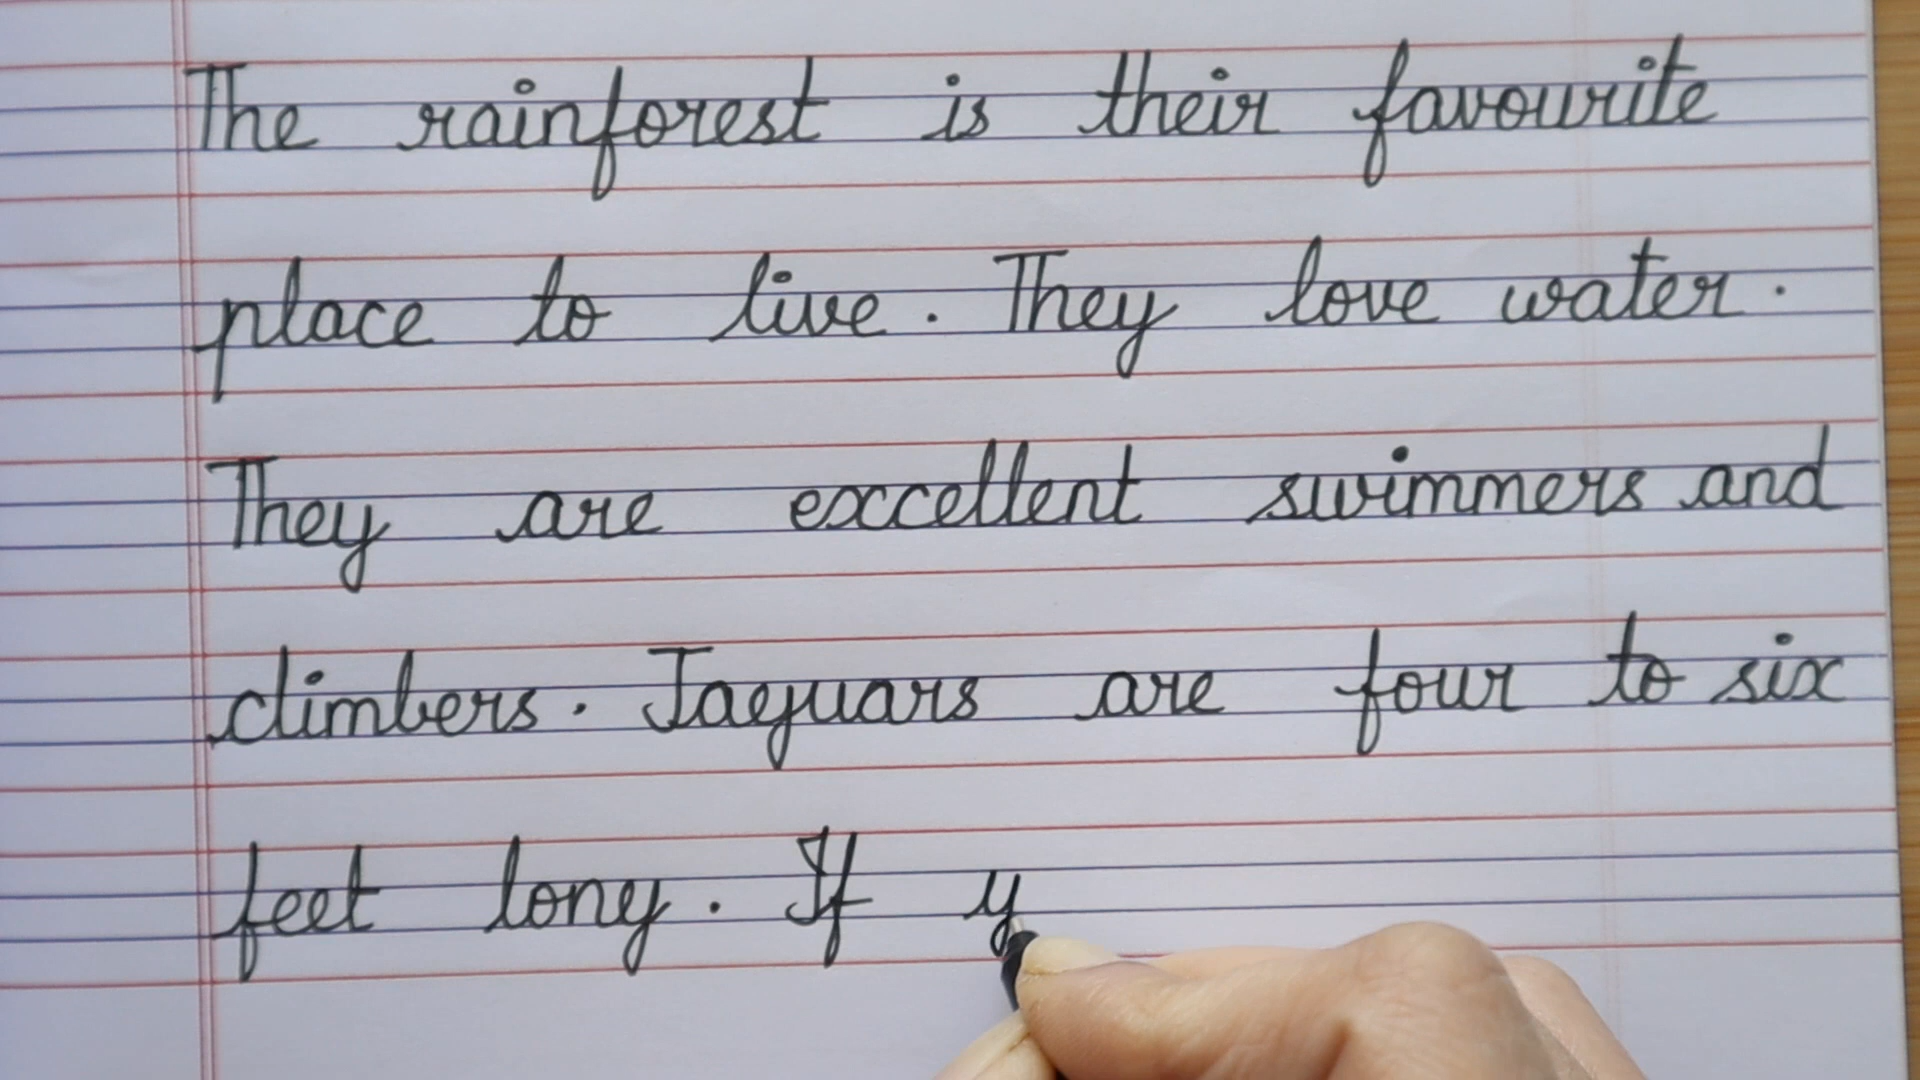 The rainforest is their favourite
place to live. They love water.
They are excellent swimmers and
climbers. Jaguars are four to six
feet long. If y